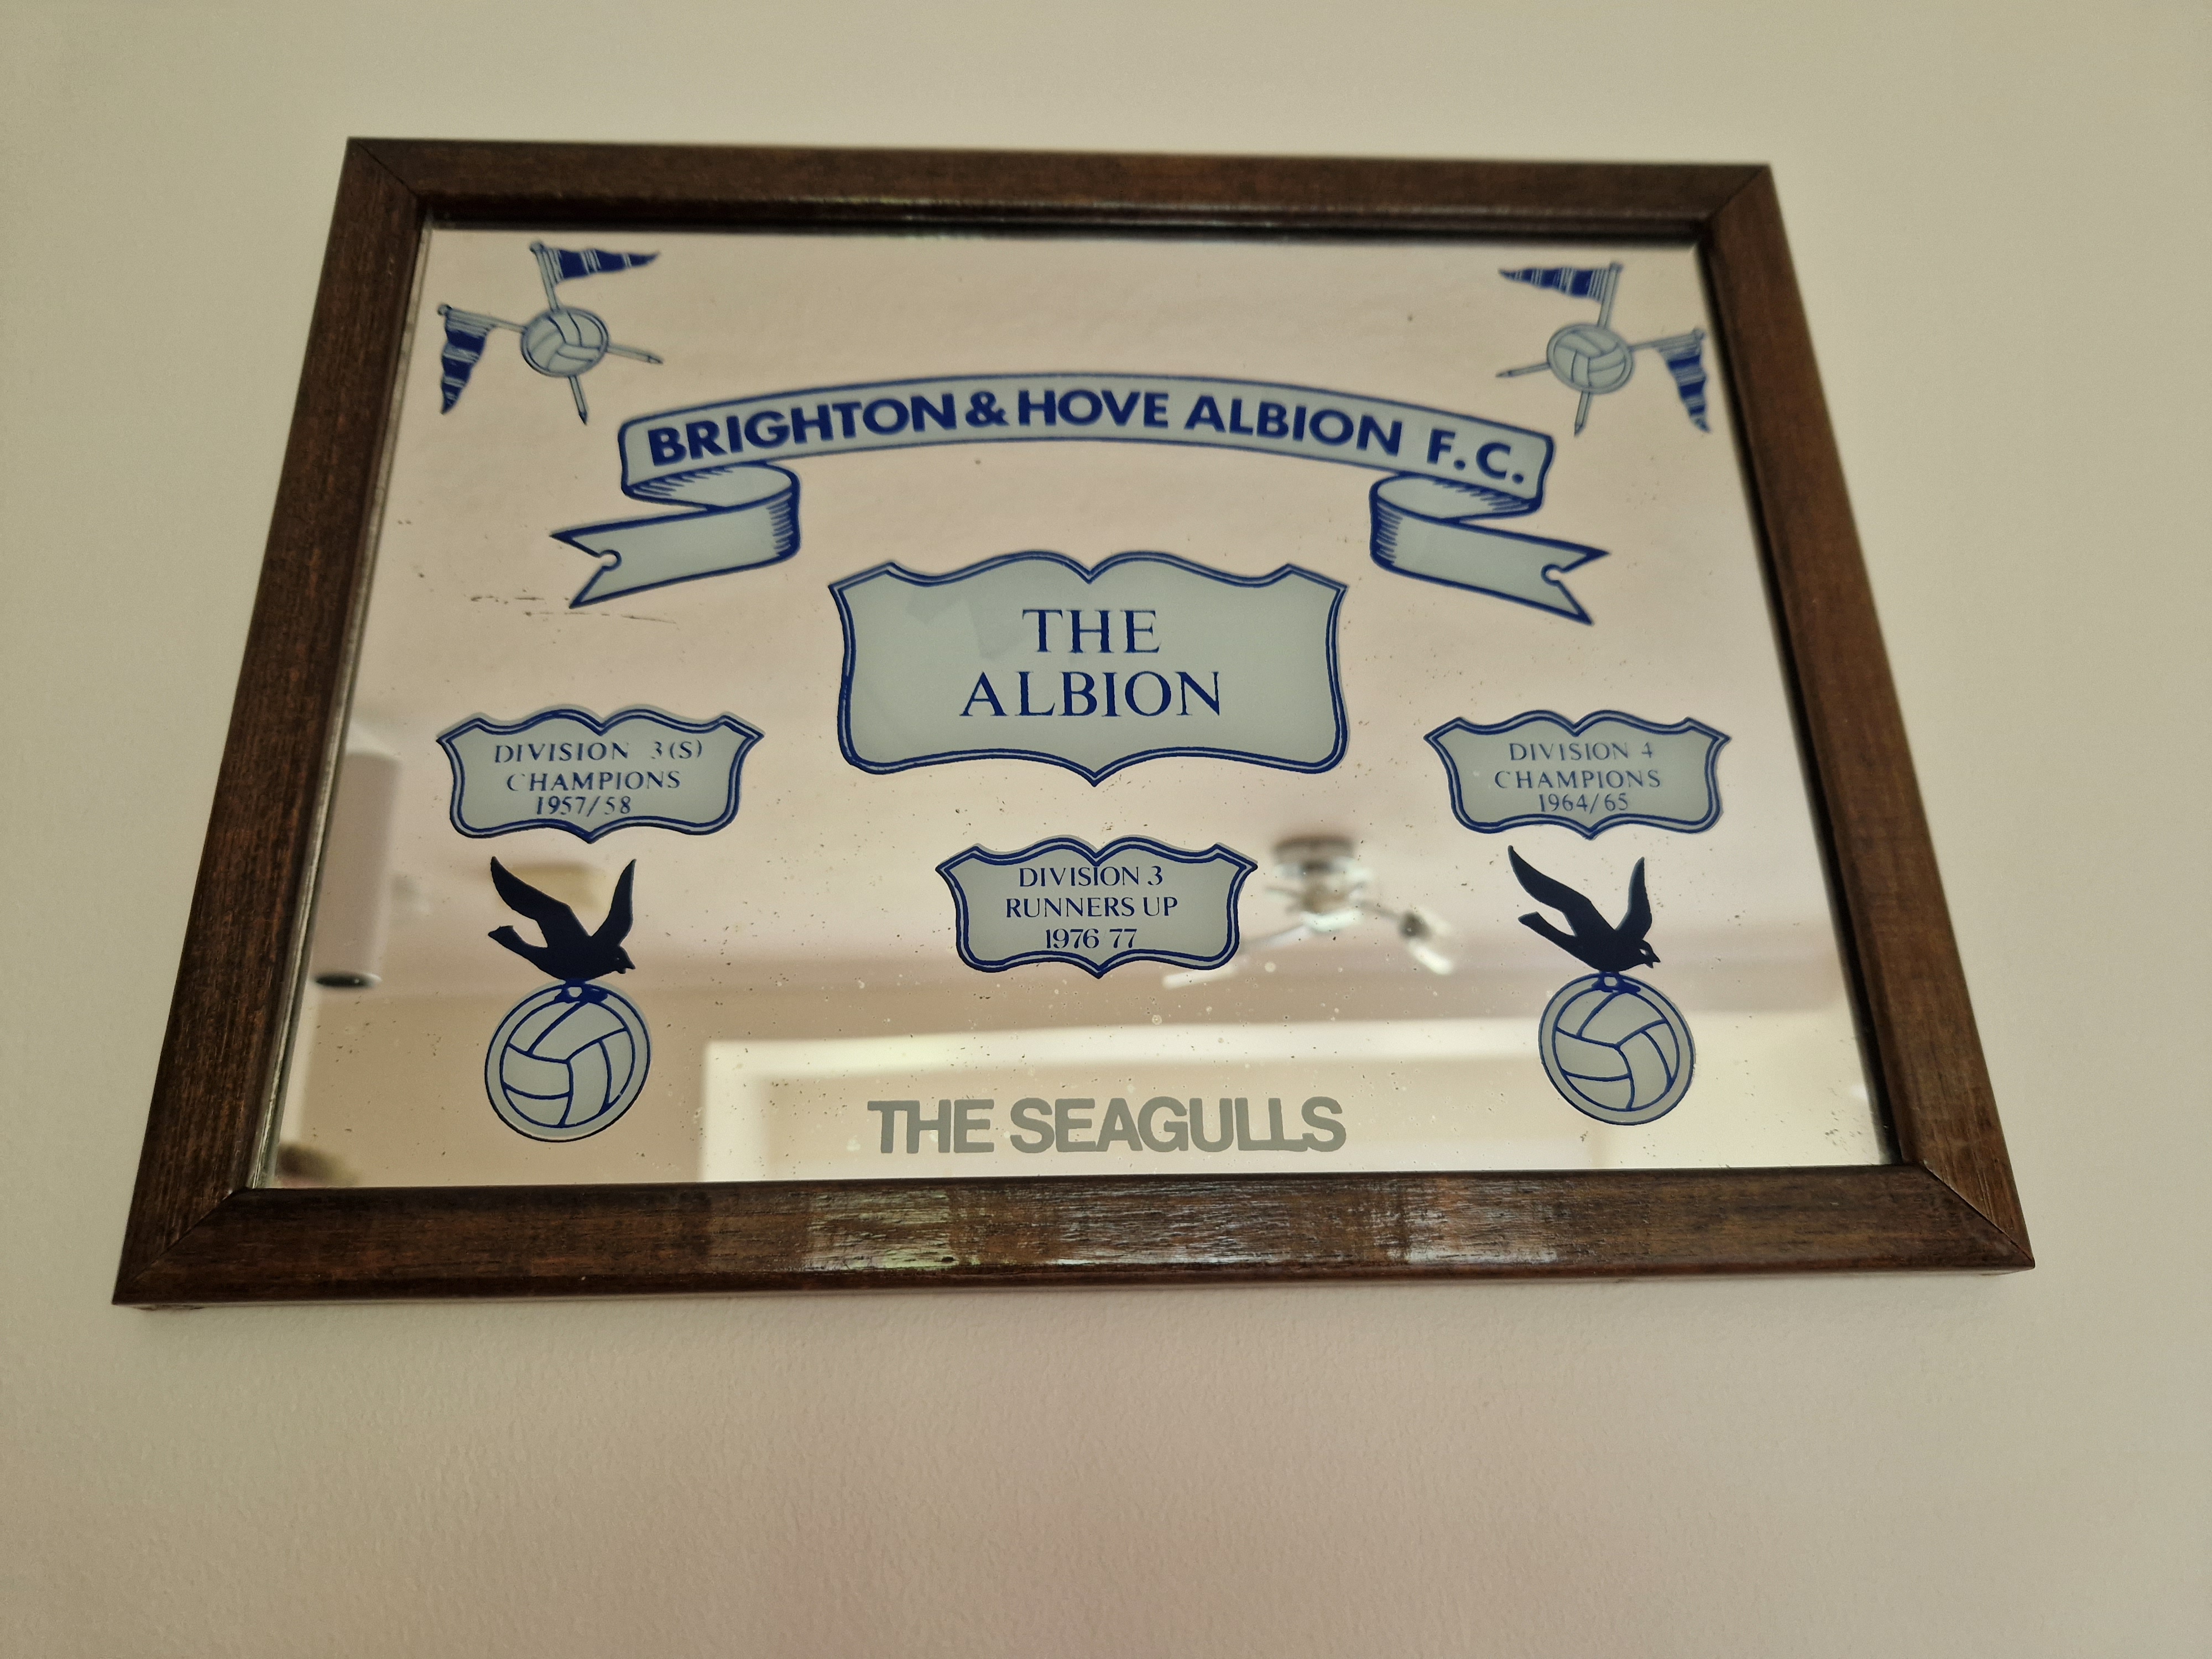 BRIGHTON & HOVE ALBION F.C.
THE
ALBION
DIVISION 3(S)
CHAMPIONS
1957/58
DIVISION 4
CHAMPIONS
1964/65
DIVISION 3
RUNNERS UP
1976 77
THE SEAGULLS